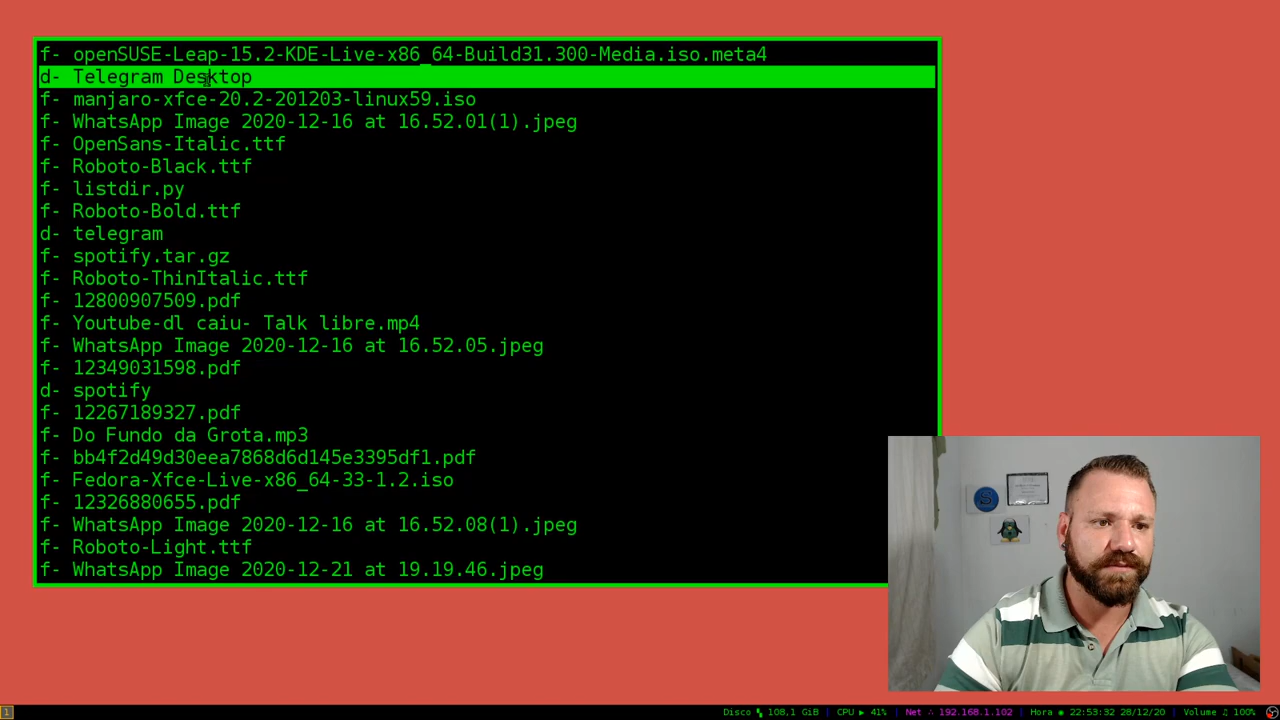 f- openSUSE-Leap-15.2-KDE-Live-x86_64-Build31.300-Media.iso.meta4
d- Telegram Desktop
f- manjaro-xfce-20.2-201203-linux59.iso
f- WhatsApp Image 2020-12-16 at 16.52.01(1).jpeg
f- OpenSans-Italic.ttf
f- Roboto-Black.ttf
f- listdir.py
f- Roboto-Bold.ttf
d- telegram
f- spotify.tar.gz
f- Roboto-ThinItalic.ttf
f- 12800907509.pdf
f- Youtube-dl caiu- Talk libre.mp4
f- WhatsApp Image 2020-12-16 at 16.52.05.jpeg
f- 12349031598.pdf
d- spotify
f- 12267189327.pdf
f- Do Fundo da Grota.mp3
f- bb4f2d49d30eea7868d6d145e3395df1.pdf
f- Fedora-Xfce-Live-x86_64-33-1.2.iso
f- 12326880655.pdf
f- WhatsApp Image 2020-12-16 at 16.52.08(1).jpeg
f- Roboto-Light.ttf
f- WhatsApp Image 2020-12-21 at 19.19.46.jpeg
1 Disco 108,1 GiB | CPU ▶ 41% | Net 192.168.1.102 | Hora 22:53:32 28/12/20 | Volume ♫ 100%